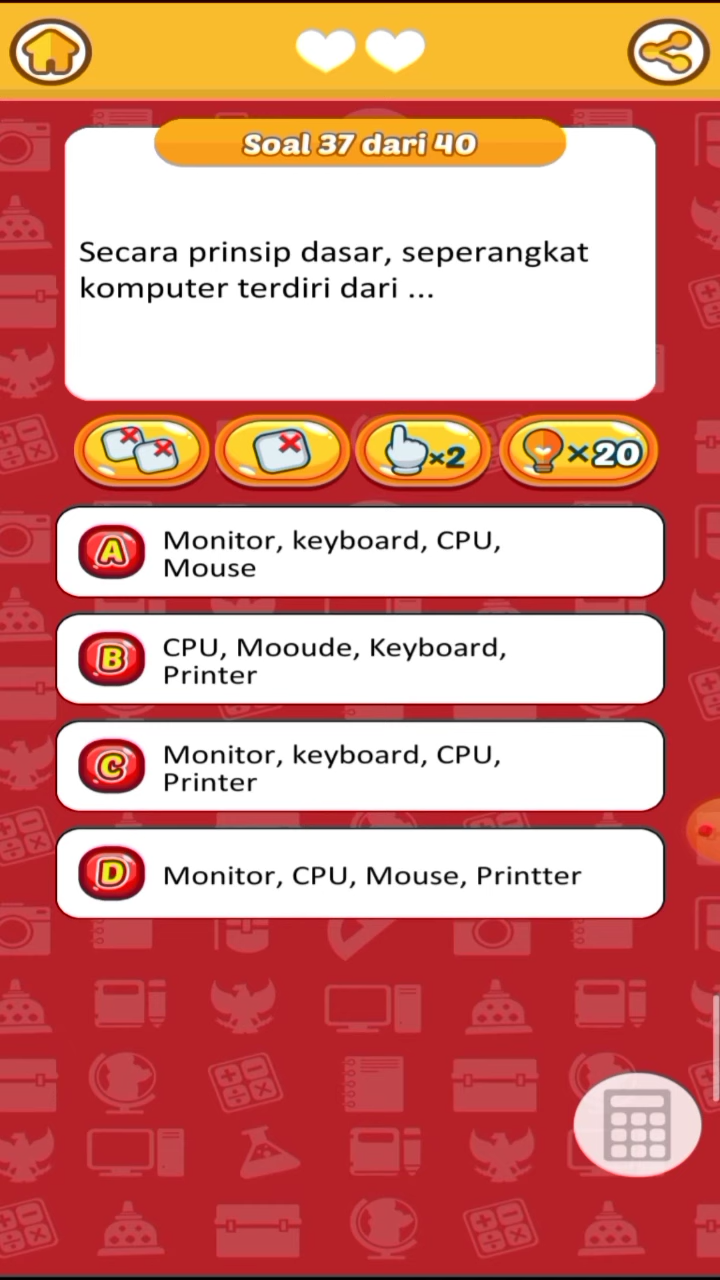 Soal 37 dari 40
Secara prinsip dasar, seperangkat
komputer terdiri dari ...
×2
×20
A
Monitor, keyboard, CPU,
Mouse
B
CPU, Mooude, Keyboard,
Printer
C
Monitor, keyboard, CPU,
Printer
D
Monitor, CPU, Mouse, Printter